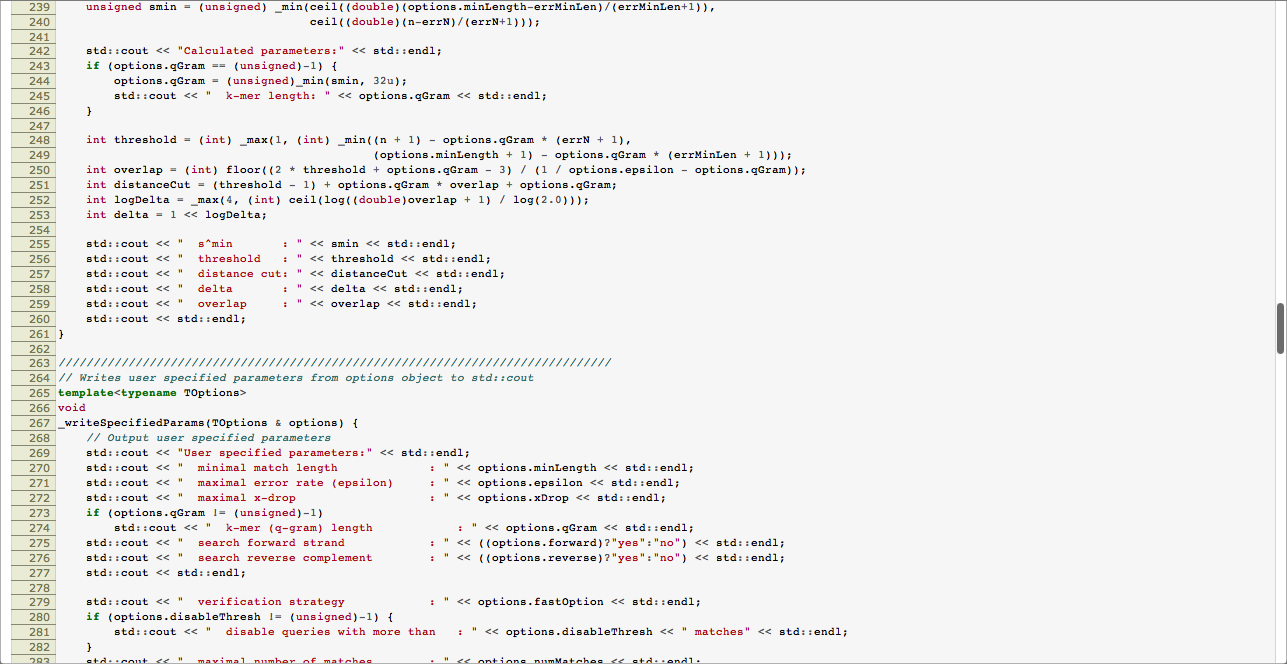 239 unsigned smin = (unsigned) _min(ceil((double)(options.minLength-errMinLen)/(errMinLen+1)),
240 ceil((double)(n-errN)/(errN+1)));
241
242 std::cout << "Calculated parameters:" << std::endl;
243 if (options.qGram == (unsigned)-1) {
244 options.qGram = (unsigned)_min(smin, 32u);
245 std::cout << "  k-mer length: " << options.qGram << std::endl;
246 }
247
248 int threshold = (int) _max(1, (int) _min((n + 1) - options.qGram * (errN + 1),
249 (options.minLength + 1) - options.qGram * (errMinLen + 1)));
250 int overlap = (int) floor((2 * threshold + options.qGram - 3) / (1 / options.epsilon - options.qGram));
251 int distanceCut = (threshold - 1) + options.qGram * overlap + options.qGram;
252 int logDelta = _max(4, (int) ceil(log((double)overlap + 1) / log(2.0)));
253 int delta = 1 << logDelta;
254
255 std::cout << "  s^min       : " << smin << std::endl;
256 std::cout << "  threshold   : " << threshold << std::endl;
257 std::cout << "  distance cut: " << distanceCut << std::endl;
258 std::cout << "  delta       : " << delta << std::endl;
259 std::cout << "  overlap     : " << overlap << std::endl;
260 std::cout << std::endl;
261 }
262
263 ///////////////////////////////////////////////////////////////////////////////
264 // Writes user specified parameters from options object to std::cout
265 template<typename TOptions>
266 void
267 _writeSpecifiedParams(TOptions & options) {
268 // Output user specified parameters
269 std::cout << "User specified parameters:" << std::endl;
270 std::cout << "  minimal match length             : " << options.minLength << std::endl;
271 std::cout << "  maximal error rate (epsilon)     : " << options.epsilon << std::endl;
272 std::cout << "  maximal x-drop                   : " << options.xDrop << std::endl;
273 if (options.qGram != (unsigned)-1)
274 std::cout << "  k-mer (q-gram) length            : " << options.qGram << std::endl;
275 std::cout << "  search forward strand            : " << ((options.forward)?"yes":"no") << std::endl;
276 std::cout << "  search reverse complement        : " << ((options.reverse)?"yes":"no") << std::endl;
277 std::cout << std::endl;
278
279 std::cout << "  verification strategy            : " << options.fastOption << std::endl;
280 if (options.disableThresh != (unsigned)-1) {
281 std::cout << "  disable queries with more than   : " << options.disableThresh << " matches" << std::endl;
282 }
283 std::cout << "  maximal number of matches        : " << options.numMatches << std::endl;